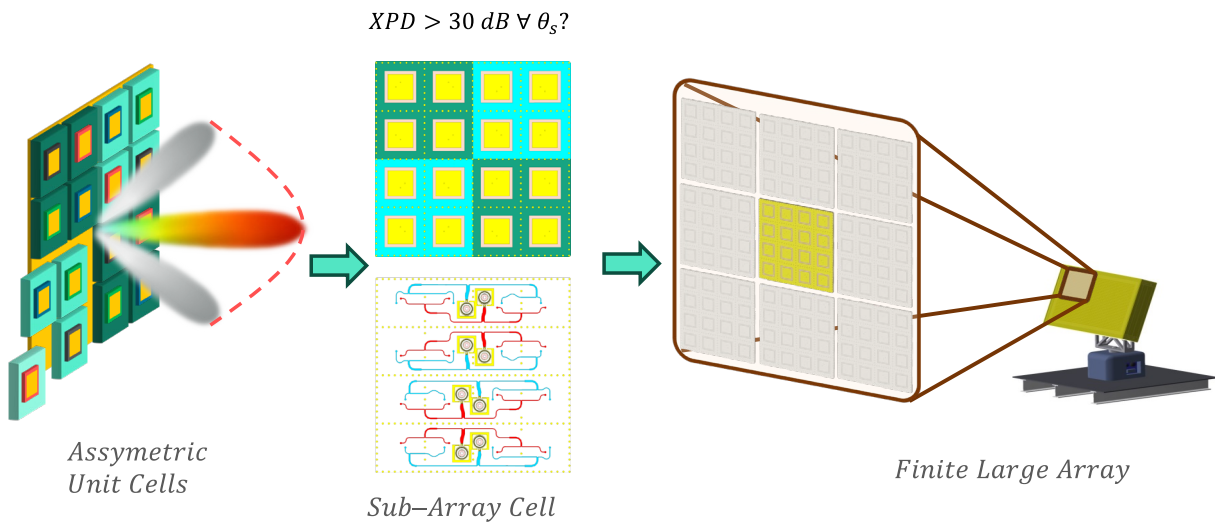 XPD > 30 dB ∀ θₛ?
Assymetric
Unit Cells
Sub−Array Cell
Finite Large Array